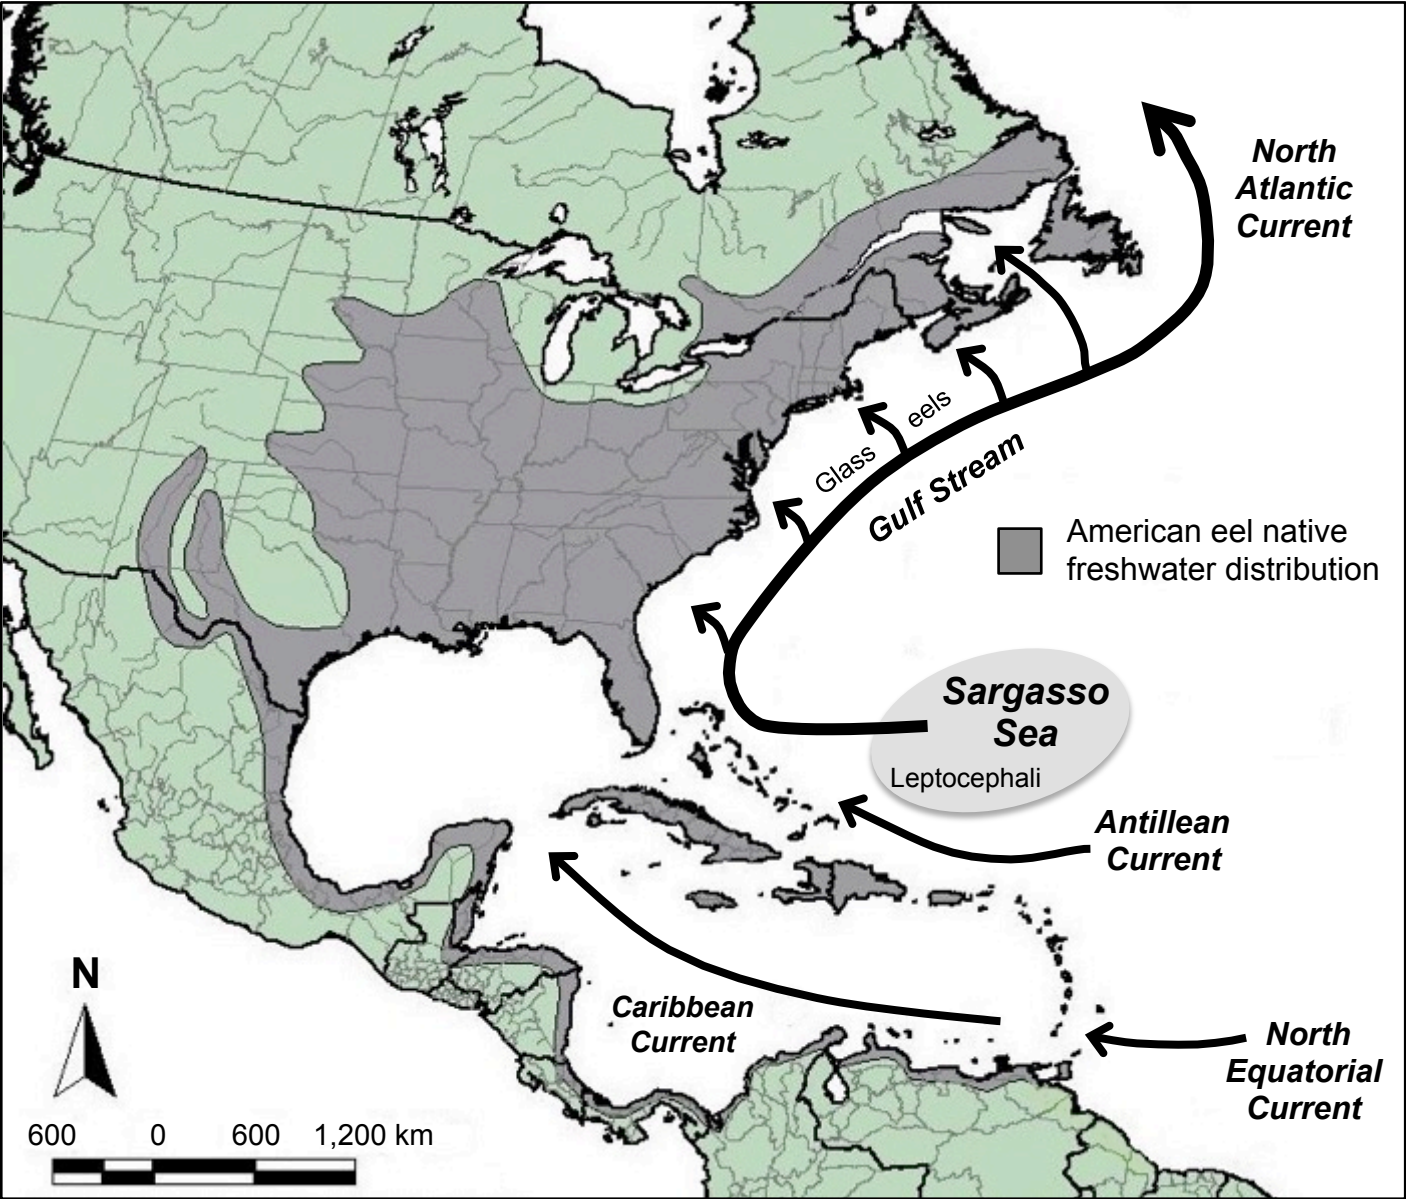 North
Atlantic
Current
Glass eels
Gulf Stream
American eel native
freshwater distribution
Sargasso
Sea
Leptocephali
Antillean
Current
Caribbean
Current
North
Equatorial
Current
N
600 0 600 1,200 km